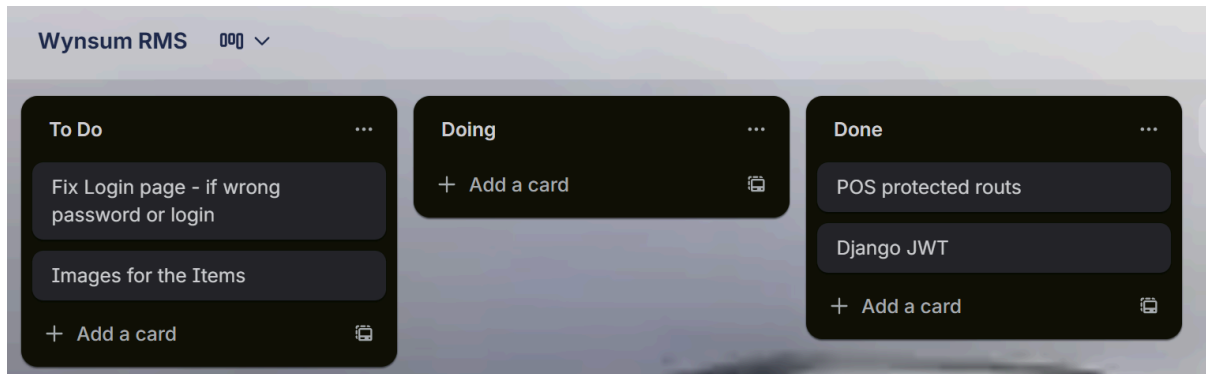 Wynsum RMS
To Do
Fix Login page - if wrong
password or login
Images for the Items
+ Add a card
Doing
+ Add a card
Done
POS protected routs
Django JWT
+ Add a card